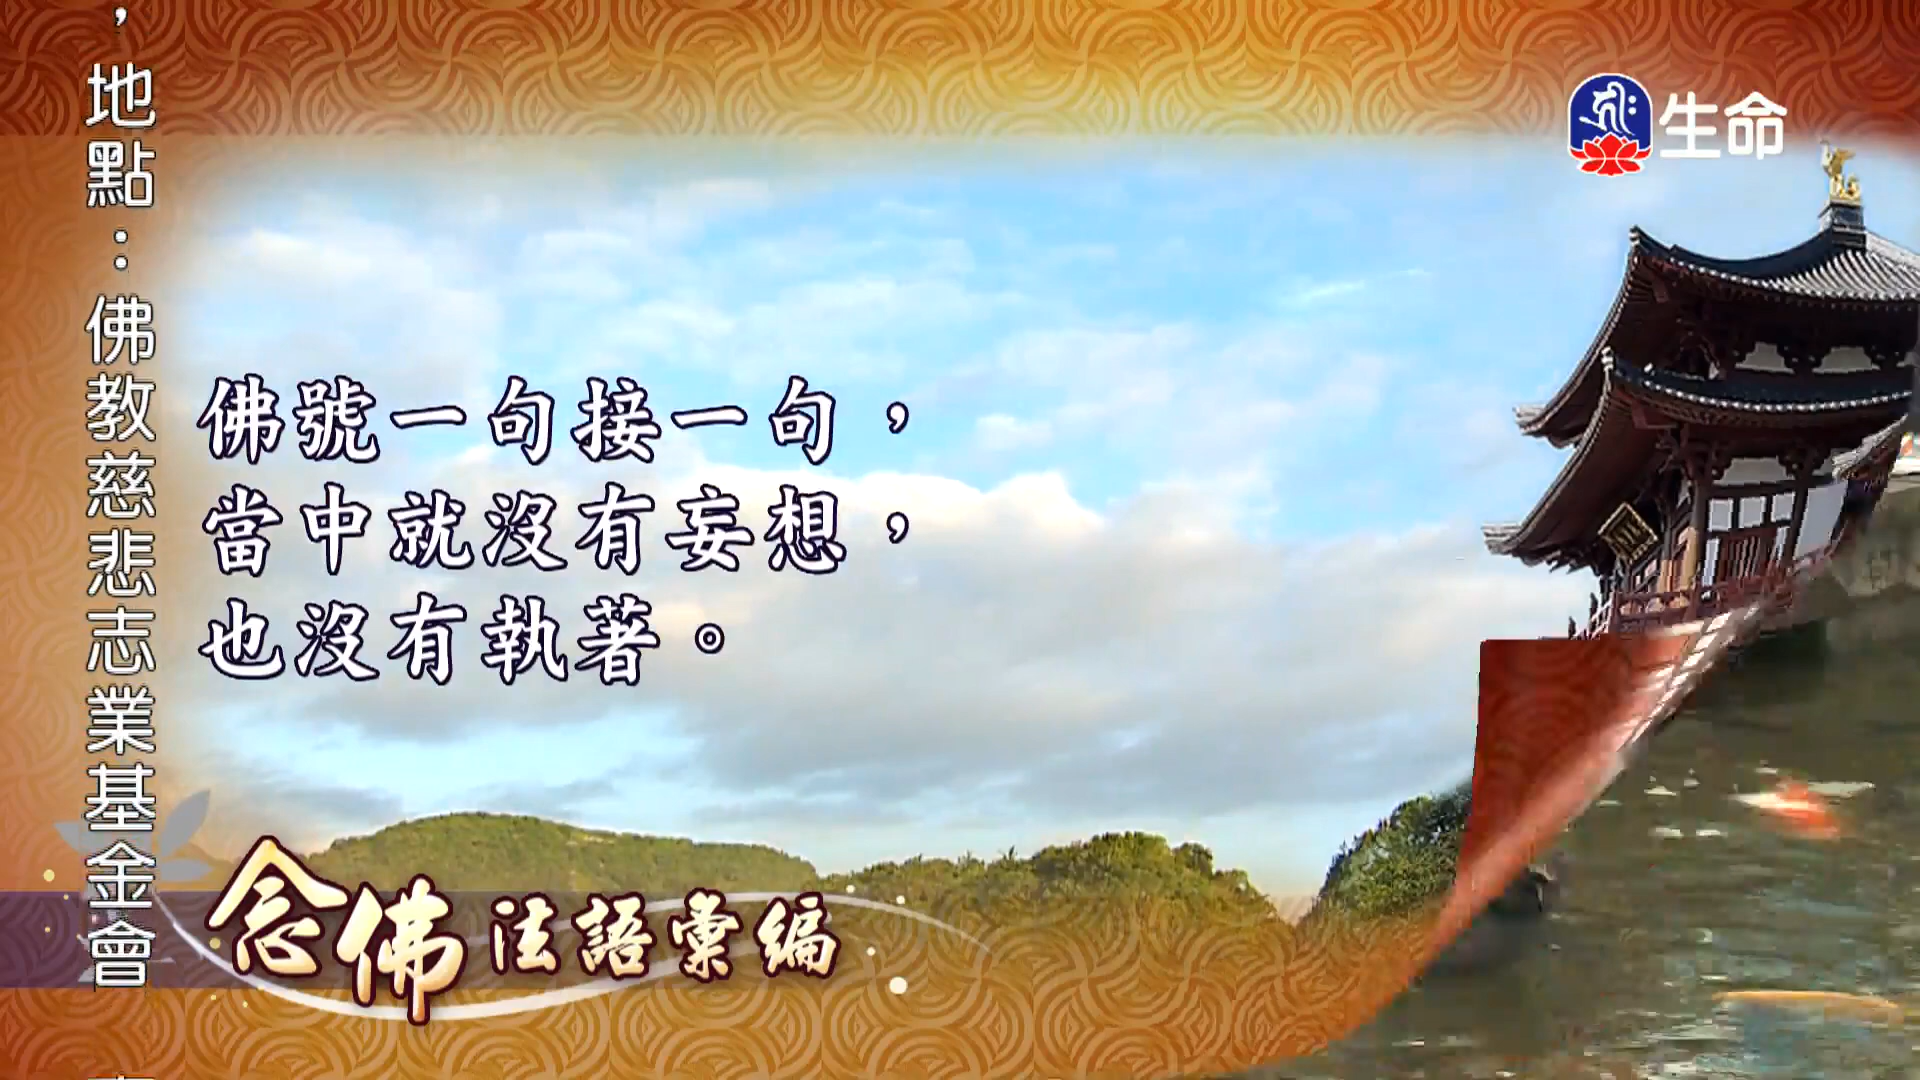 ，地點：佛教慈悲志業基金會
生命
佛號一句接一句，
當中就沒有妄想，
也沒有執著。
念佛法語彙編